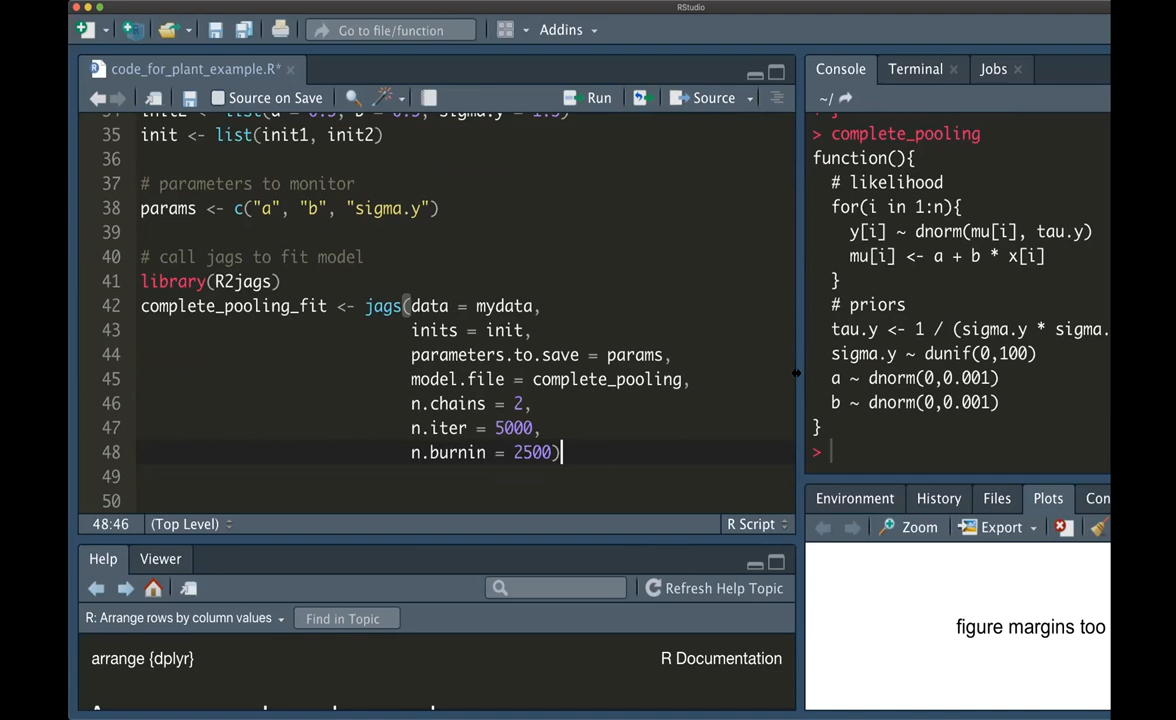 RStudio
Go to file/function
Addins
code_for_plant_example.R*
Source on Save
Run
Source
35 init <- list(init1, init2)
36
37 # parameters to monitor
38 params <- c("a", "b", "sigma.y")
39
40 # call jags to fit model
41 library(R2jags)
42 complete_pooling_fit <- jags(data = mydata,
43 inits = init,
44 parameters.to.save = params,
45 model.file = complete_pooling,
46 n.chains = 2,
47 n.iter = 5000,
48 n.burnin = 2500)
49
50
48:46 (Top Level) R Script
Help Viewer
Refresh Help Topic
R: Arrange rows by column values Find in Topic
arrange {dplyr} R Documentation
Console Terminal Jobs
~/
> complete_pooling
function(){
# likelihood
for(i in 1:n){
y[i] ~ dnorm(mu[i], tau.y)
mu[i] <- a + b * x[i]
}
# priors
tau.y <- 1 / (sigma.y * sigma.
sigma.y ~ dunif(0,100)
a ~ dnorm(0,0.001)
b ~ dnorm(0,0.001)
}
>
Environment History Files Plots Con
Zoom Export
figure margins too